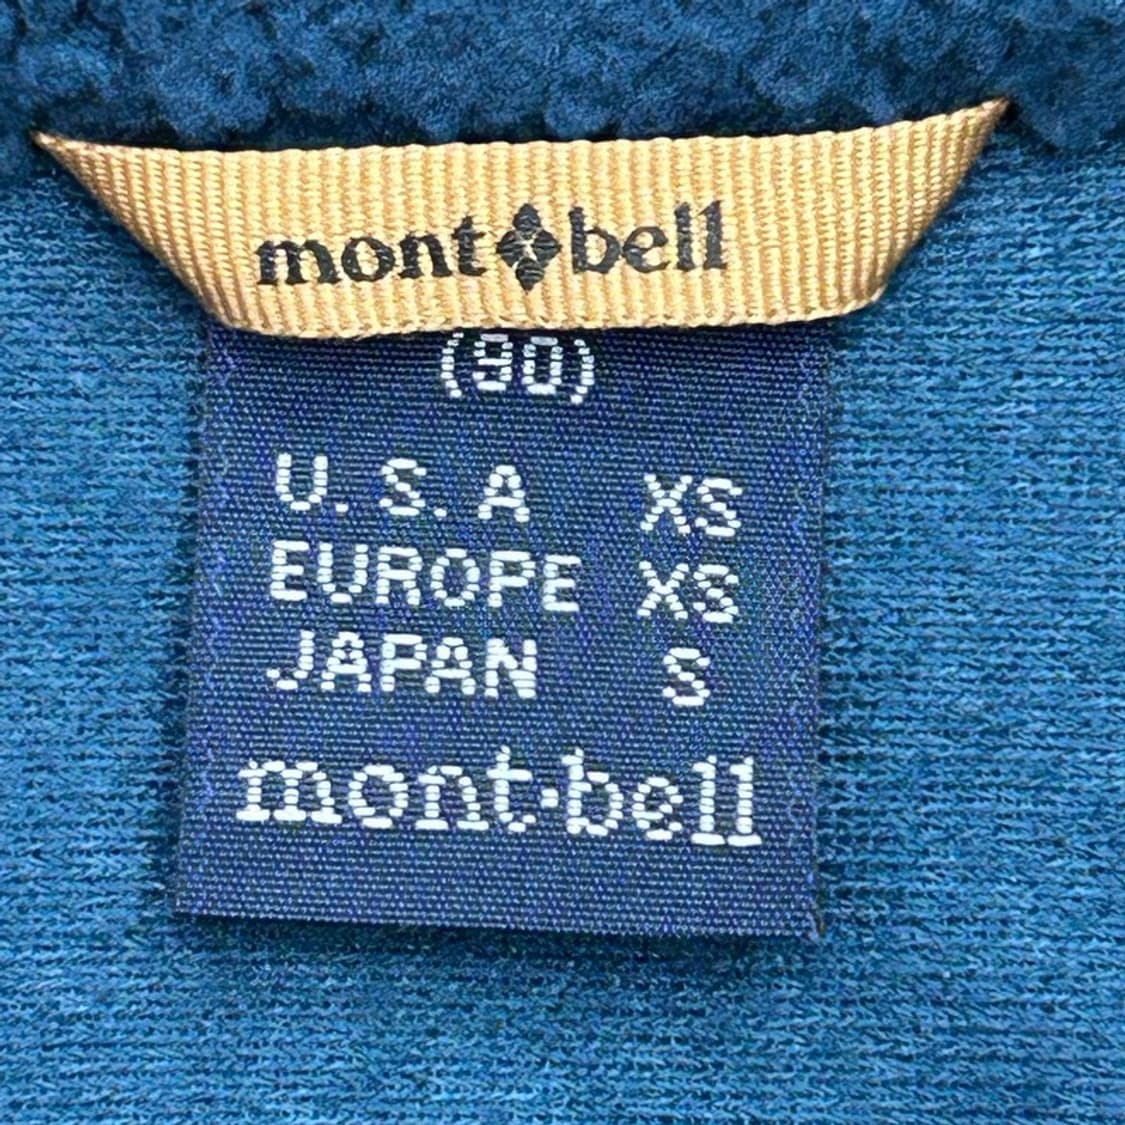 mont bell
(90)
U.S.A XS
EUROPE XS
JAPAN S
mont·bell